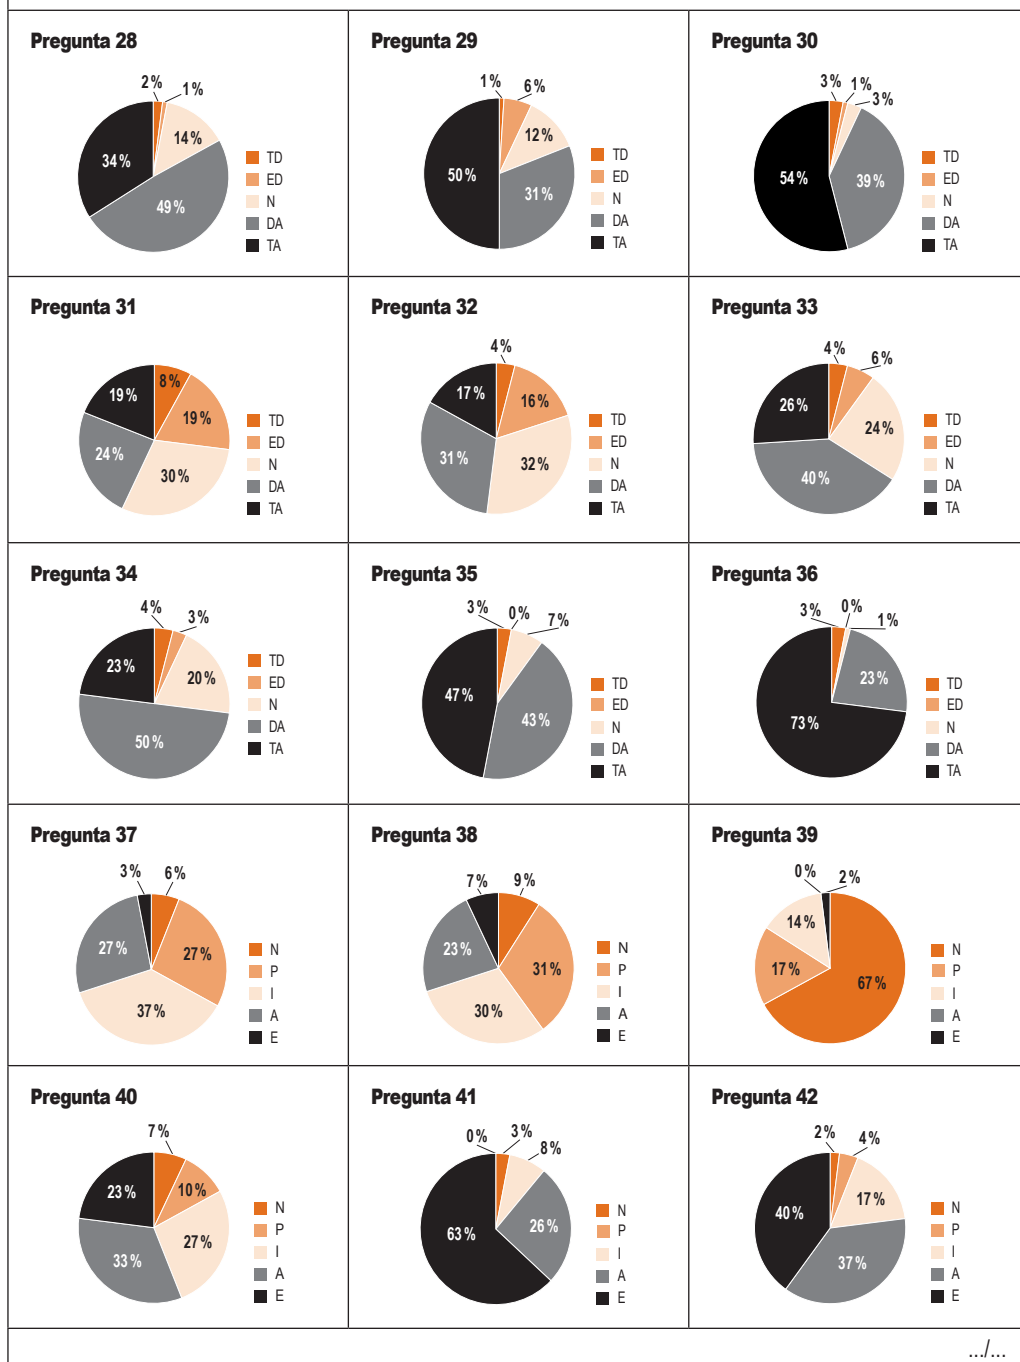 Pregunta 28
2%
1%
14%
49%
34%
TD
ED
N
DA
TA
Pregunta 29
1%
6%
12%
31%
50%
TD
ED
N
DA
TA
Pregunta 30
3%
1%
3%
39%
54%
TD
ED
N
DA
TA
Pregunta 31
8%
19%
30%
24%
19%
TD
ED
N
DA
TA
Pregunta 32
4%
16%
32%
31%
17%
TD
ED
N
DA
TA
Pregunta 33
4%
6%
24%
40%
26%
TD
ED
N
DA
TA
Pregunta 34
4%
3%
20%
50%
23%
TD
ED
N
DA
TA
Pregunta 35
3%
0%
7%
43%
47%
TD
ED
N
DA
TA
Pregunta 36
3%
0%
1%
23%
73%
TD
ED
N
DA
TA
Pregunta 37
3%
6%
27%
37%
27%
N
P
I
A
E
Pregunta 38
7%
9%
31%
30%
23%
N
P
I
A
E
Pregunta 39
0%
2%
14%
17%
67%
N
P
I
A
E
Pregunta 40
7%
10%
27%
33%
23%
N
P
I
A
E
Pregunta 41
0%
3%
8%
26%
63%
N
P
I
A
E
Pregunta 42
2%
4%
17%
37%
40%
N
P
I
A
E
.../...